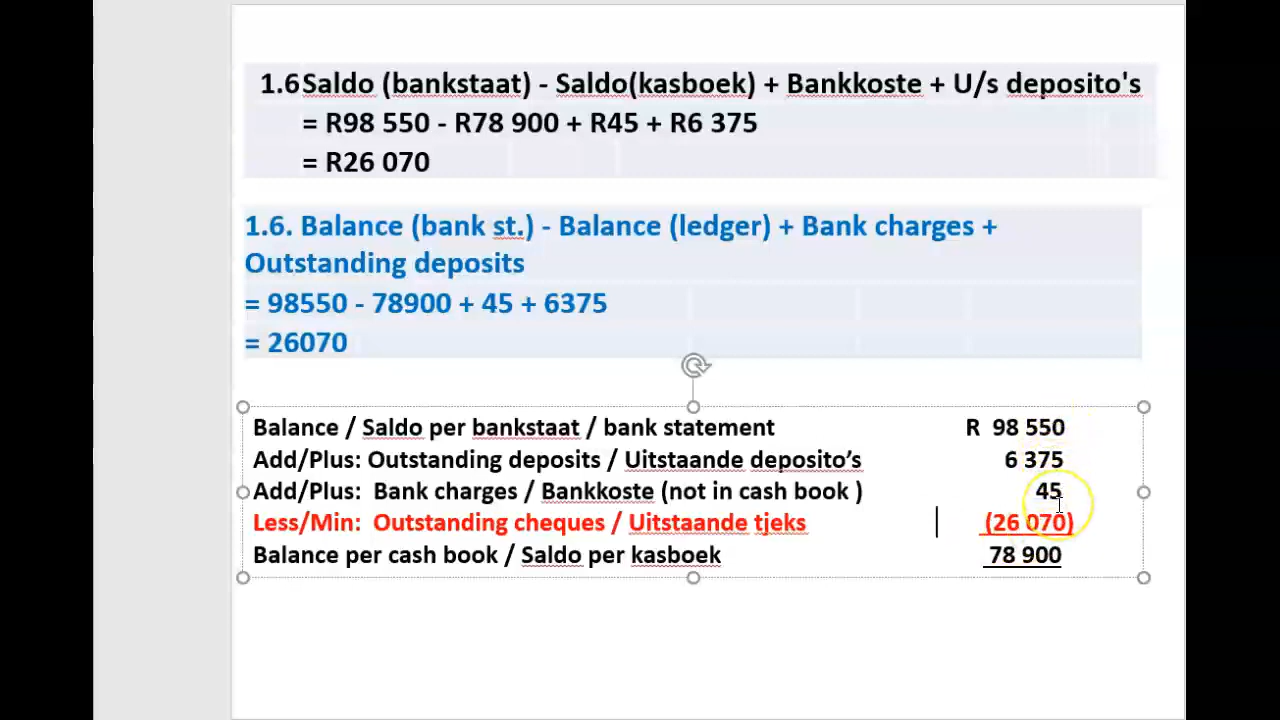 1.6 Saldo (bankstaat) - Saldo(kasboek) + Bankkoste + U/s deposito's
= R98 550 - R78 900 + R45 + R6 375
= R26 070
1.6. Balance (bank st.) - Balance (ledger) + Bank charges +
Outstanding deposits
= 98550 - 78900 + 45 + 6375
= 26070
Balance / Saldo per bankstaat / bank statement R 98 550
Add/Plus: Outstanding deposits / Uitstaande deposito’s 6 375
Add/Plus: Bank charges / Bankkoste (not in cash book ) 45
Less/Min: Outstanding cheques / Uitstaande tjeks (26 070)
Balance per cash book / Saldo per kasboek 78 900